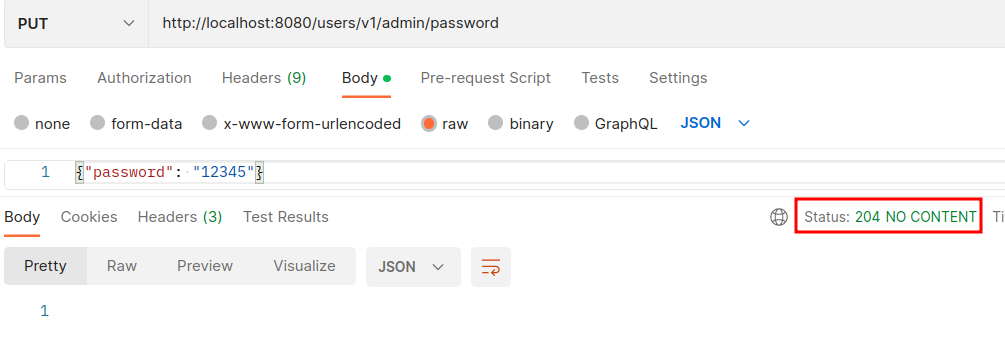 PUT http://localhost:8080/users/v1/admin/password
Params Authorization Headers (9) Body Pre-request Script Tests Settings
none form-data x-www-form-urlencoded raw binary GraphQL JSON
1 {"password": "12345"}
Body Cookies Headers (3) Test Results Status: 204 NO CONTENT Ti
Pretty Raw Preview Visualize JSON
1